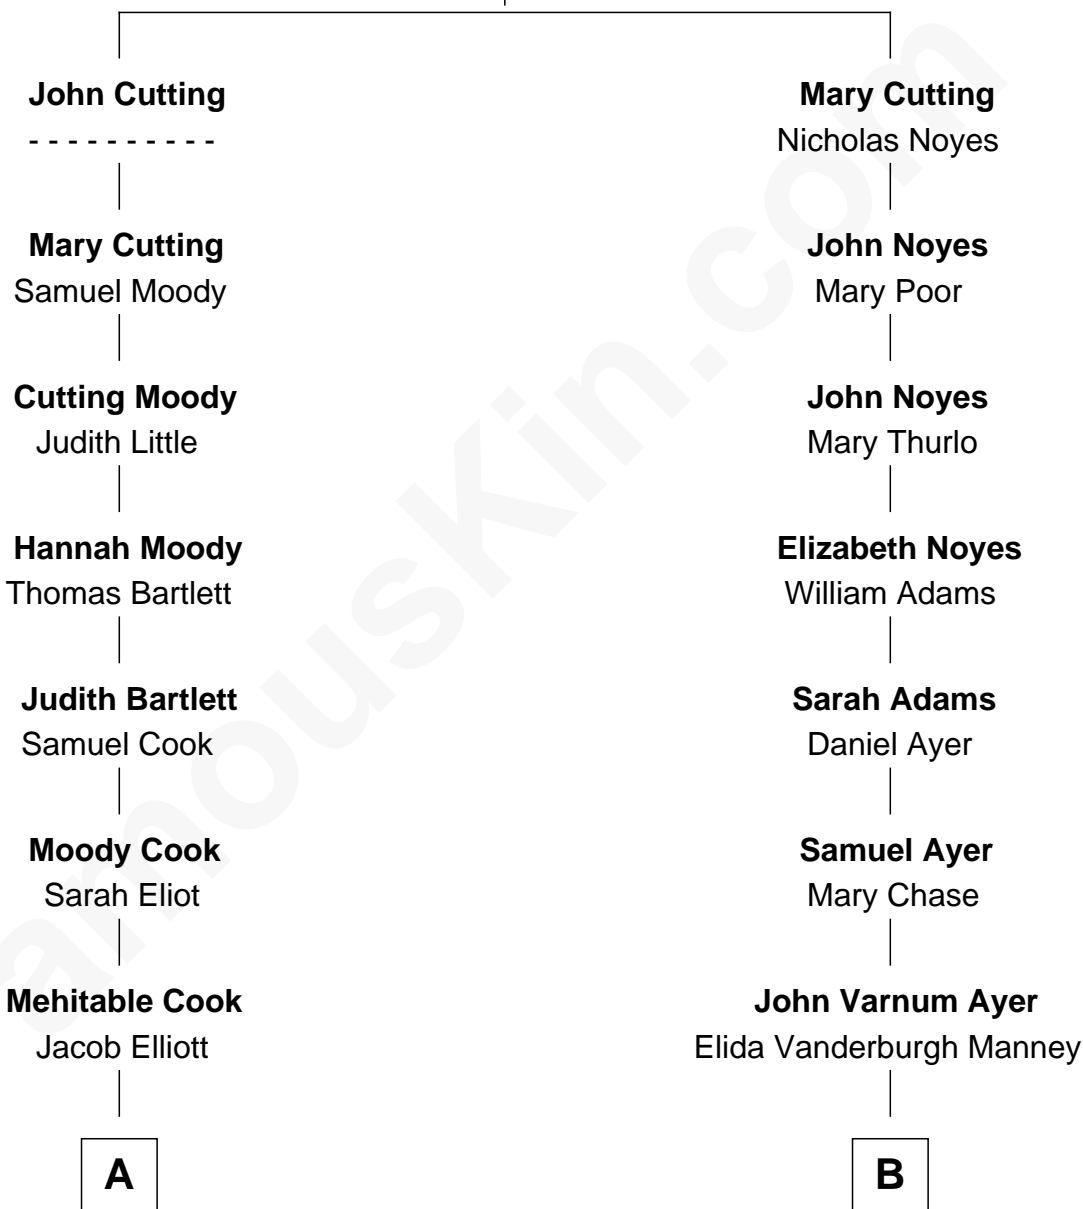 John Cutting
- - - - - - - - - -
Mary Cutting
Samuel Moody
Cutting Moody
Judith Little
Hannah Moody
Thomas Bartlett
Judith Bartlett
Samuel Cook
Moody Cook
Sarah Eliot
Mehitable Cook
Jacob Elliott
A
Mary Cutting
Nicholas Noyes
John Noyes
Mary Poor
John Noyes
Mary Thurlo
Elizabeth Noyes
William Adams
Sarah Adams
Daniel Ayer
Samuel Ayer
Mary Chase
John Varnum Ayer
Elida Vanderburgh Manney
B
amouskin.com